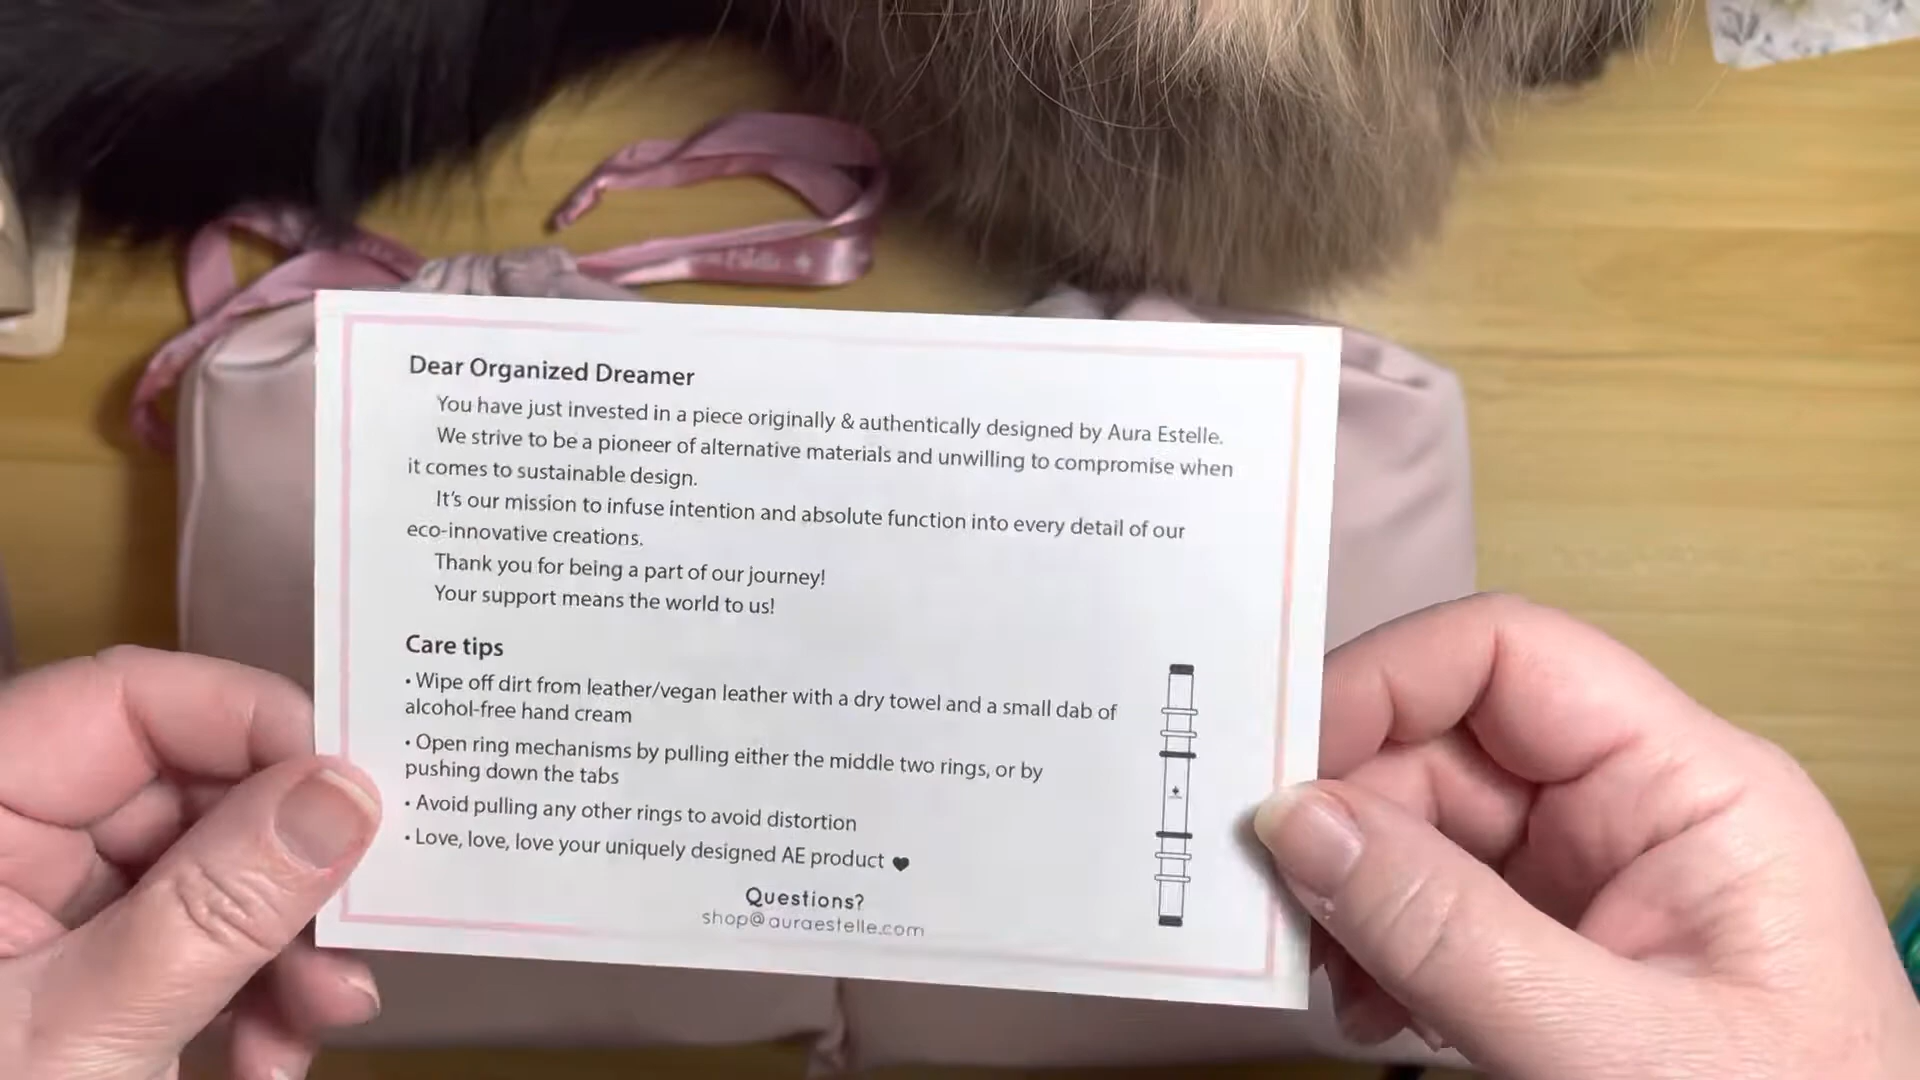 Dear Organized Dreamer
You have just invested in a piece originally & authentically designed by Aura Estelle.
We strive to be a pioneer of alternative materials and unwilling to compromise when
it comes to sustainable design.
It's our mission to infuse intention and absolute function into every detail of our
eco-innovative creations.
Thank you for being a part of our journey!
Your support means the world to us!
Care tips
• Wipe off dirt from leather/vegan leather with a dry towel and a small dab of
alcohol-free hand cream
• Open ring mechanisms by pulling either the middle two rings, or by
pushing down the tabs
• Avoid pulling any other rings to avoid distortion
• Love, love, love your uniquely designed AE product ♥
Questions?
shop@auraestelle.com